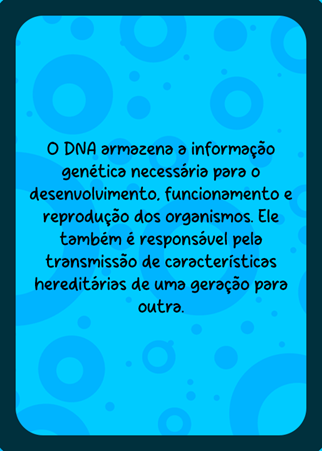 O DNA armazena a informação
genética necessária para o
desenvolvimento, funcionamento e
reprodução dos organismos. Ele
também é responsável pela
transmissão de características
hereditárias de uma geração para
outra.